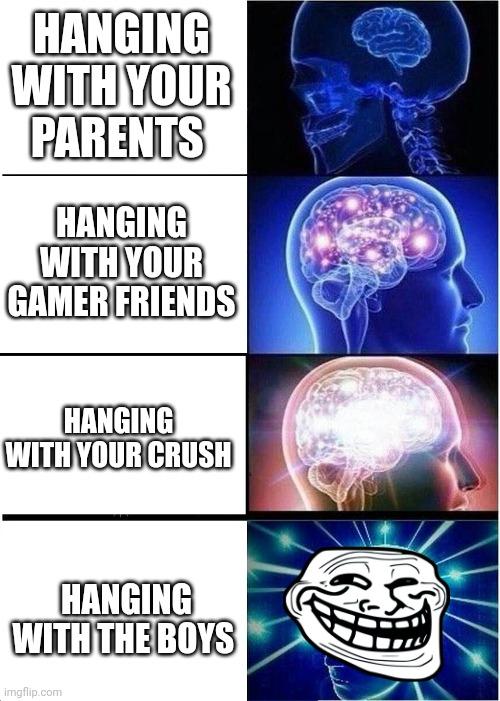 HANGING
WITH YOUR
PARENTS
HANGING
WITH YOUR
GAMER FRIENDS
HANGING
WITH YOUR CRUSH
HANGING
WITH THE BOYS
imgflip.com